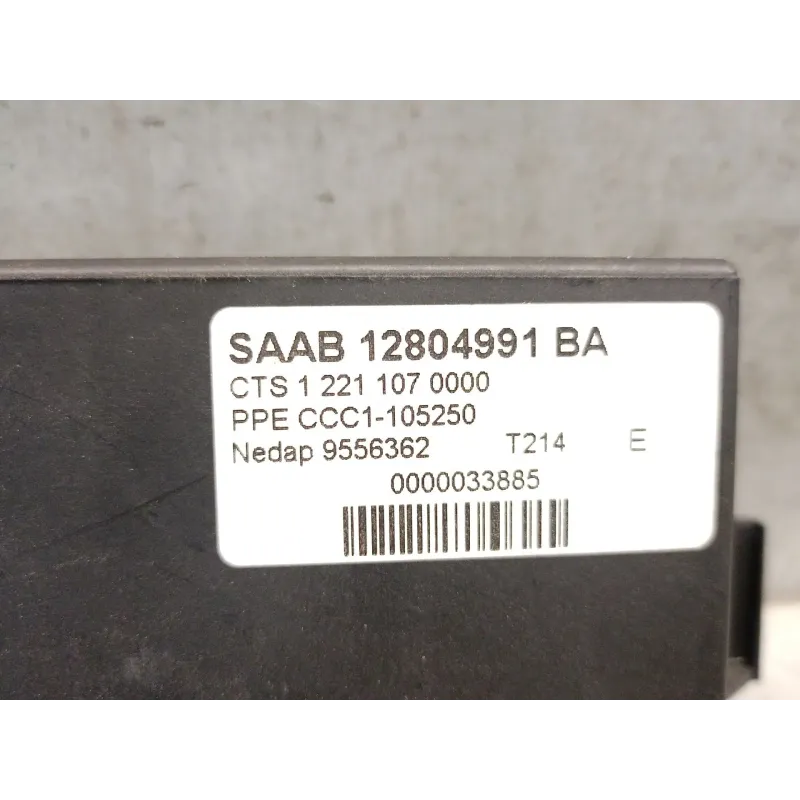 SAAB 12804991 BA
CTS 1 221 107 0000
PPE CCC1-105250
Nedap 9556362 T214 E
0000033885